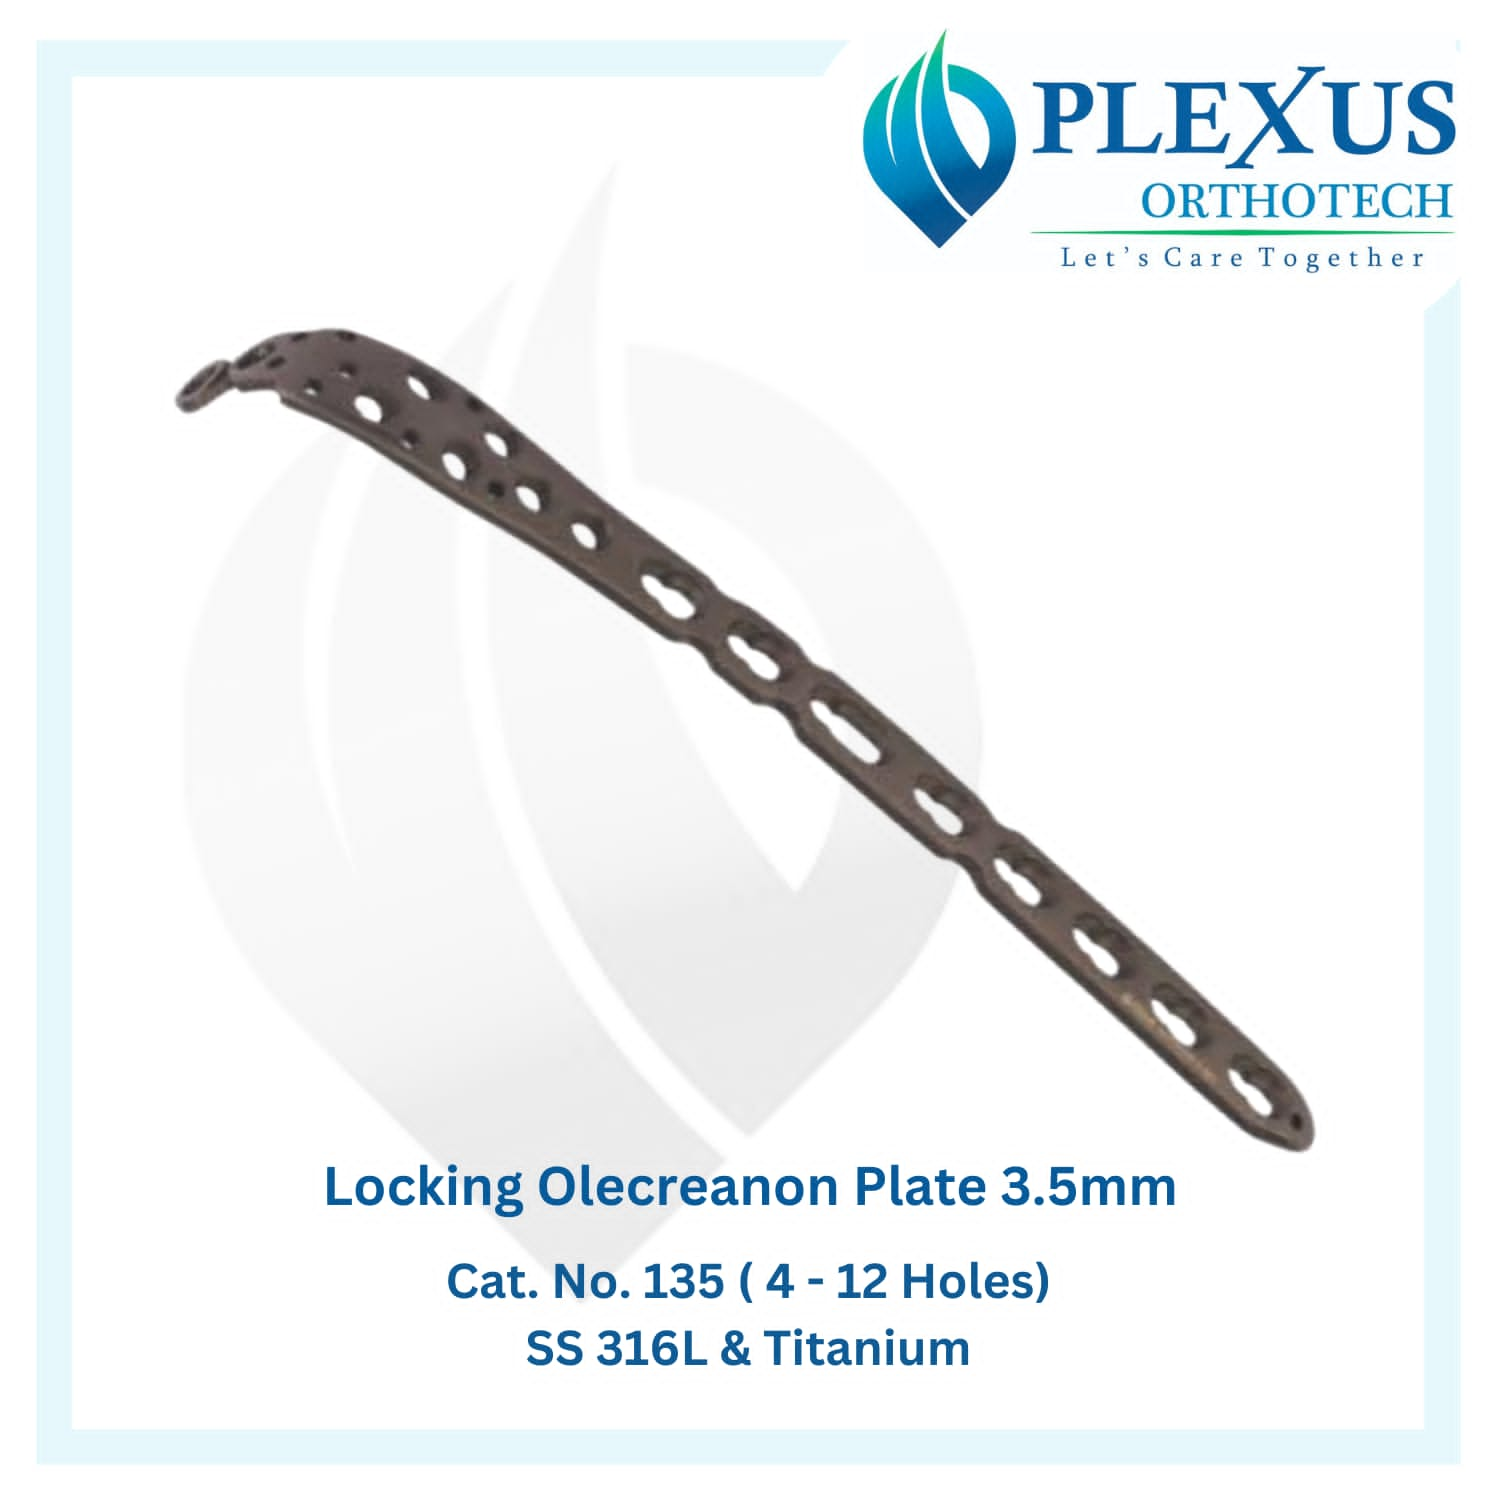 PLEXUS
ORTHOTECH
Let's Care Together
Locking Olecreanon Plate 3.5mm
Cat. No. 135 ( 4 - 12 Holes)
SS 316L & Titanium